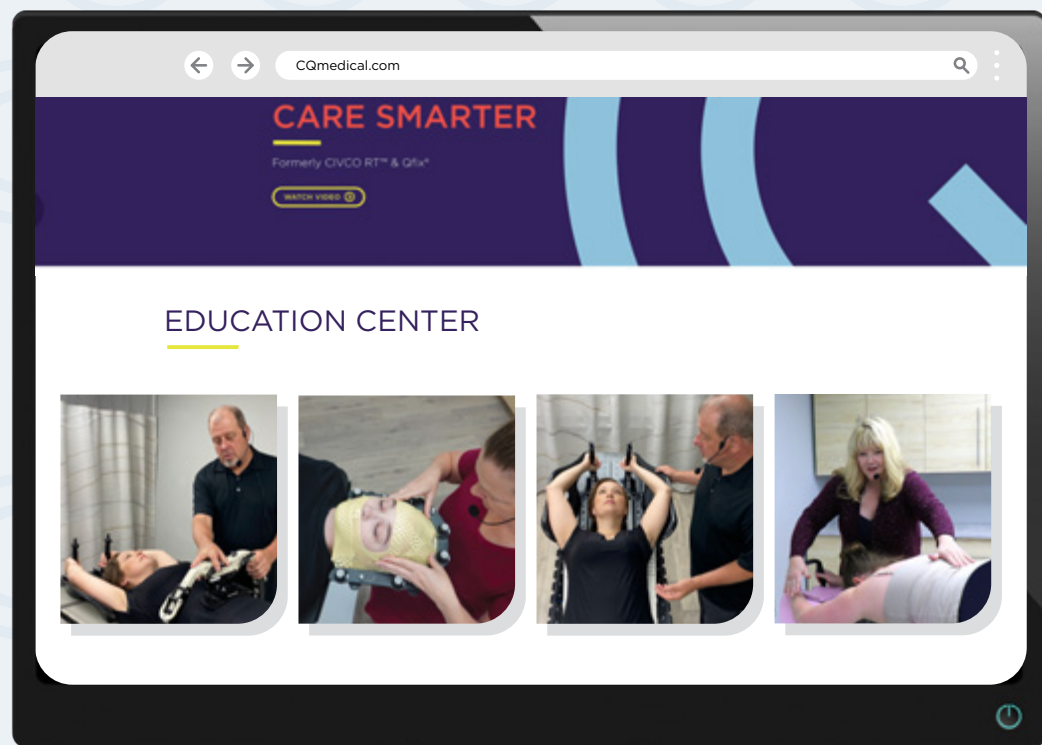 CQmedical.com
CARE SMARTER
Formerly CIVCO RT™ & Qfix®
WATCH VIDEO
EDUCATION CENTER